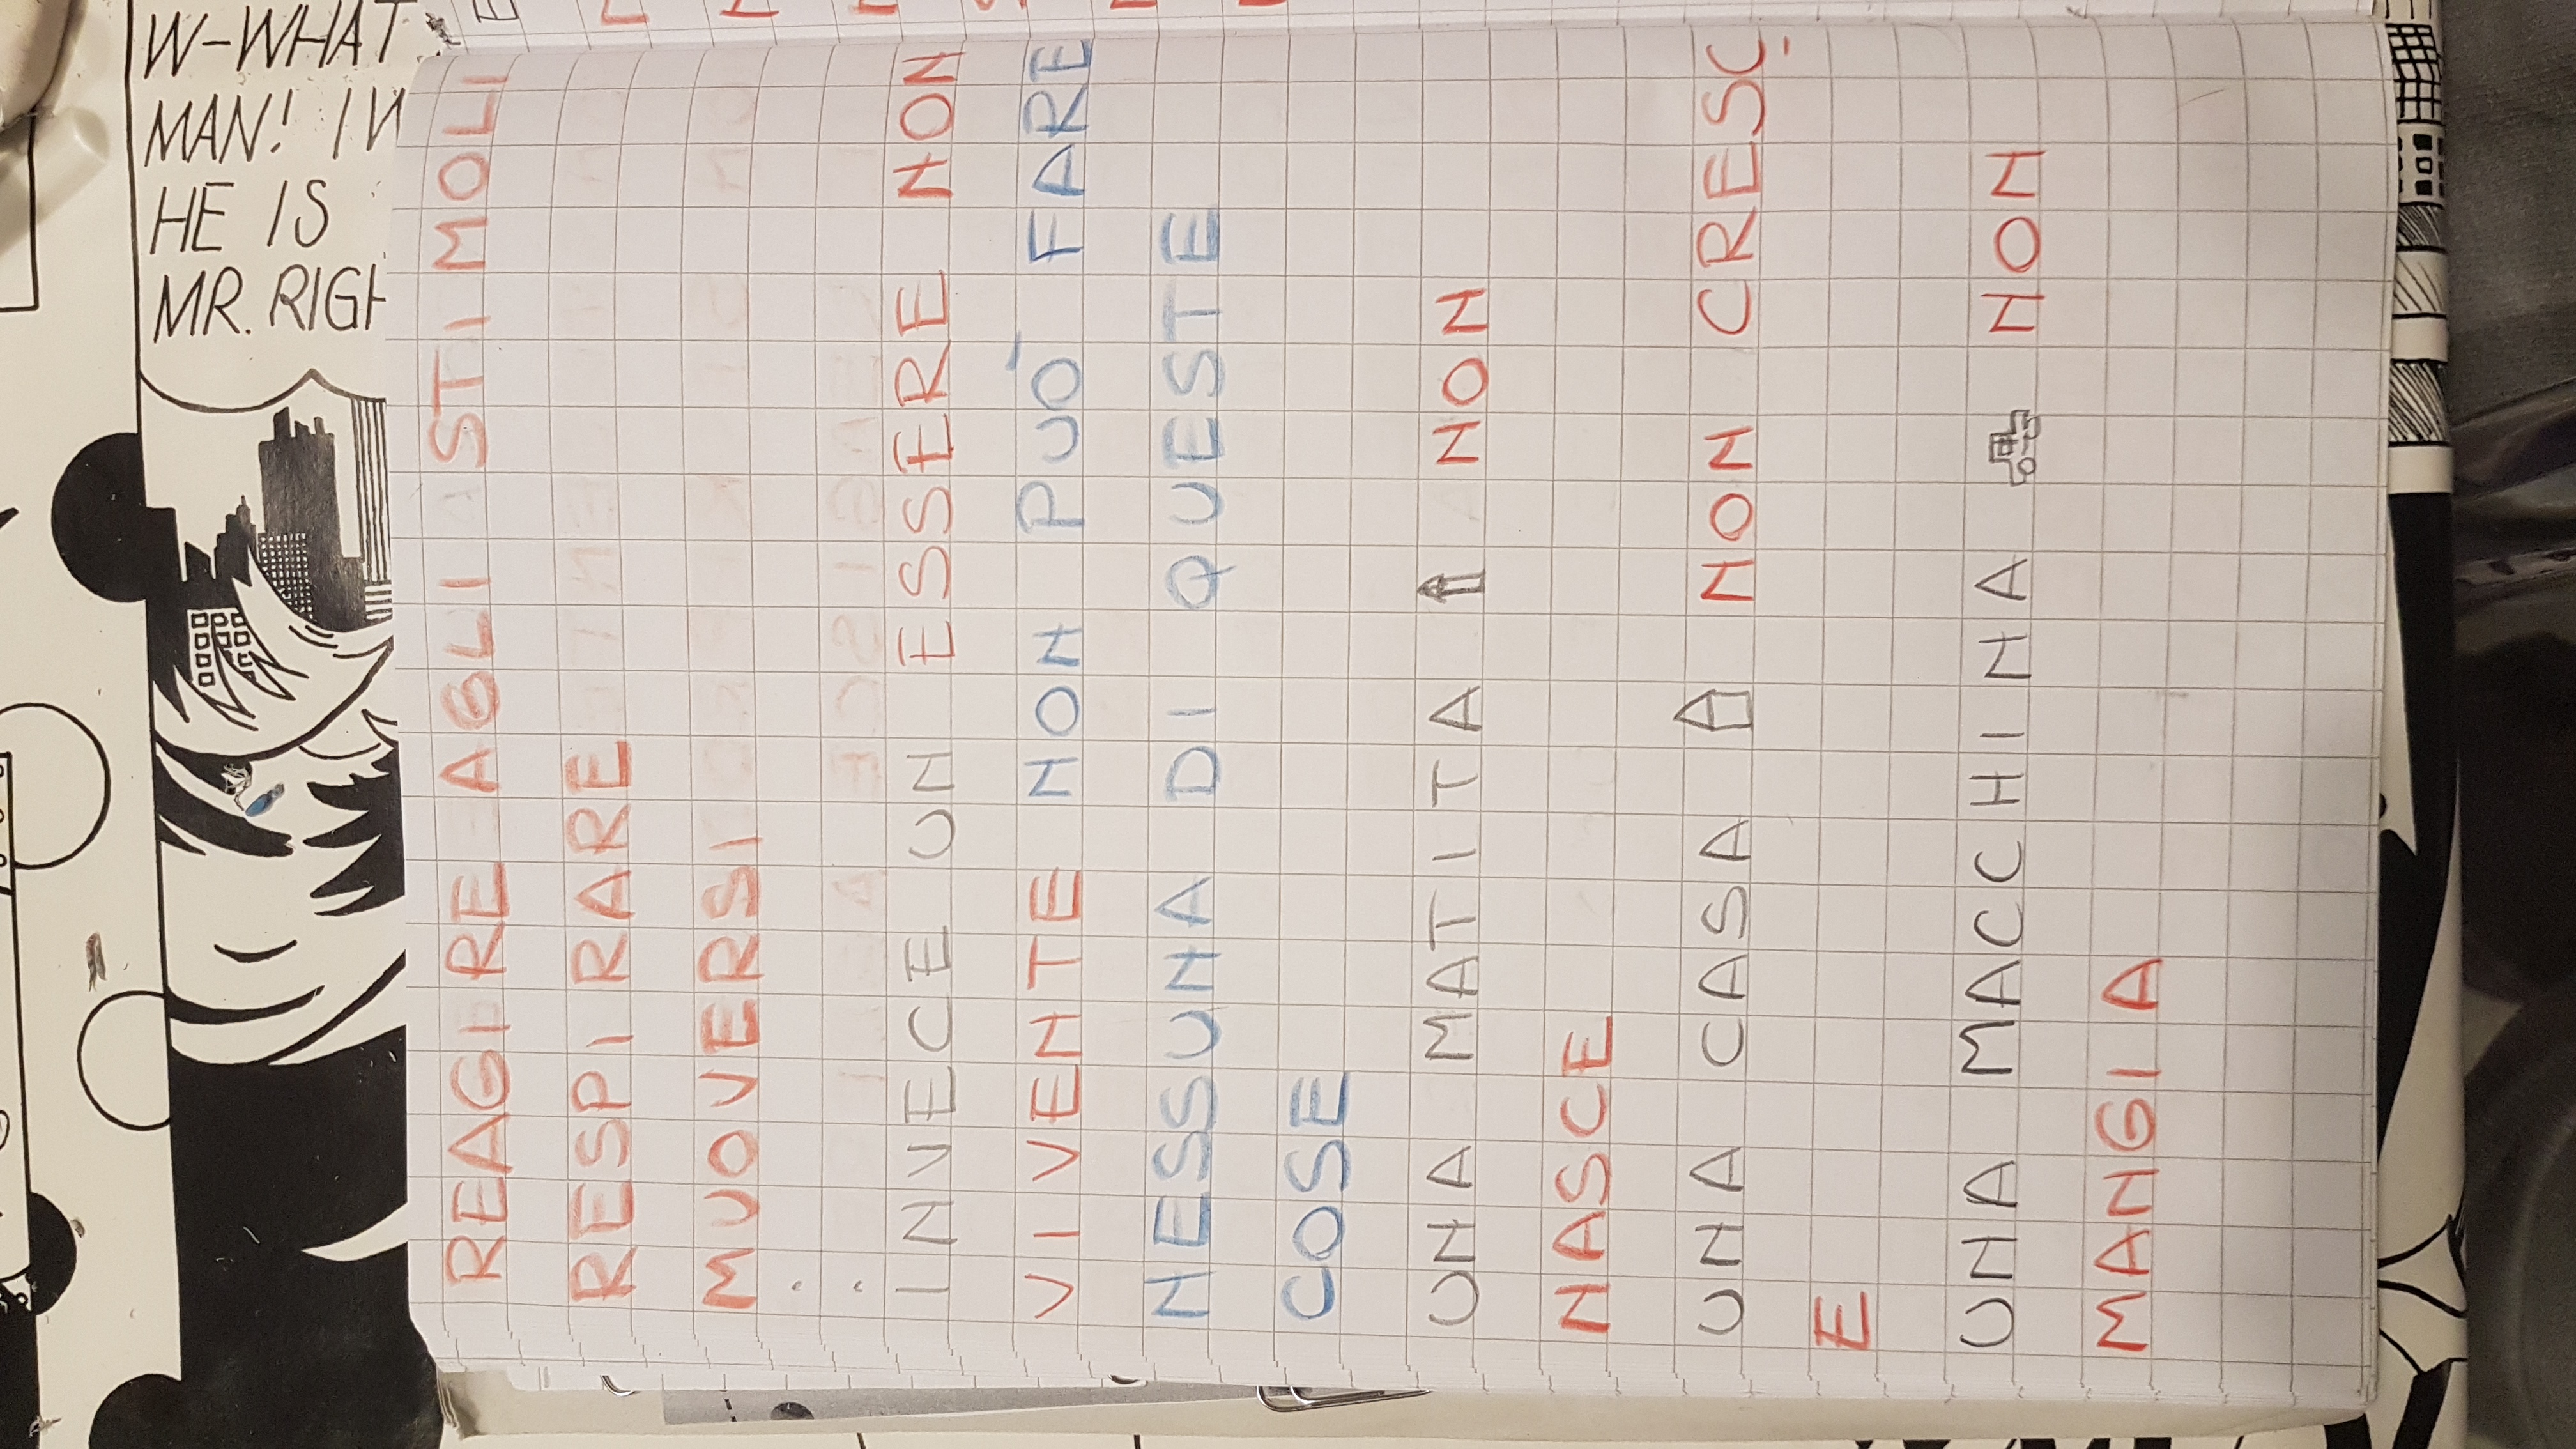 W-WHAT
MAN! I'V
HE IS
MR. RIGH
REAGIRE AGLI STIMOLI
RESPIRARE
MUOVERSI
INVECE UN ESSERE NON
VIVENTE NON PUÒ FARE
NESSUNA DI QUESTE
COSE
UNA MATITA NON
NASCE
UNA CASA NON CRESC
E
UNA MACCHINA NON
MANGIA